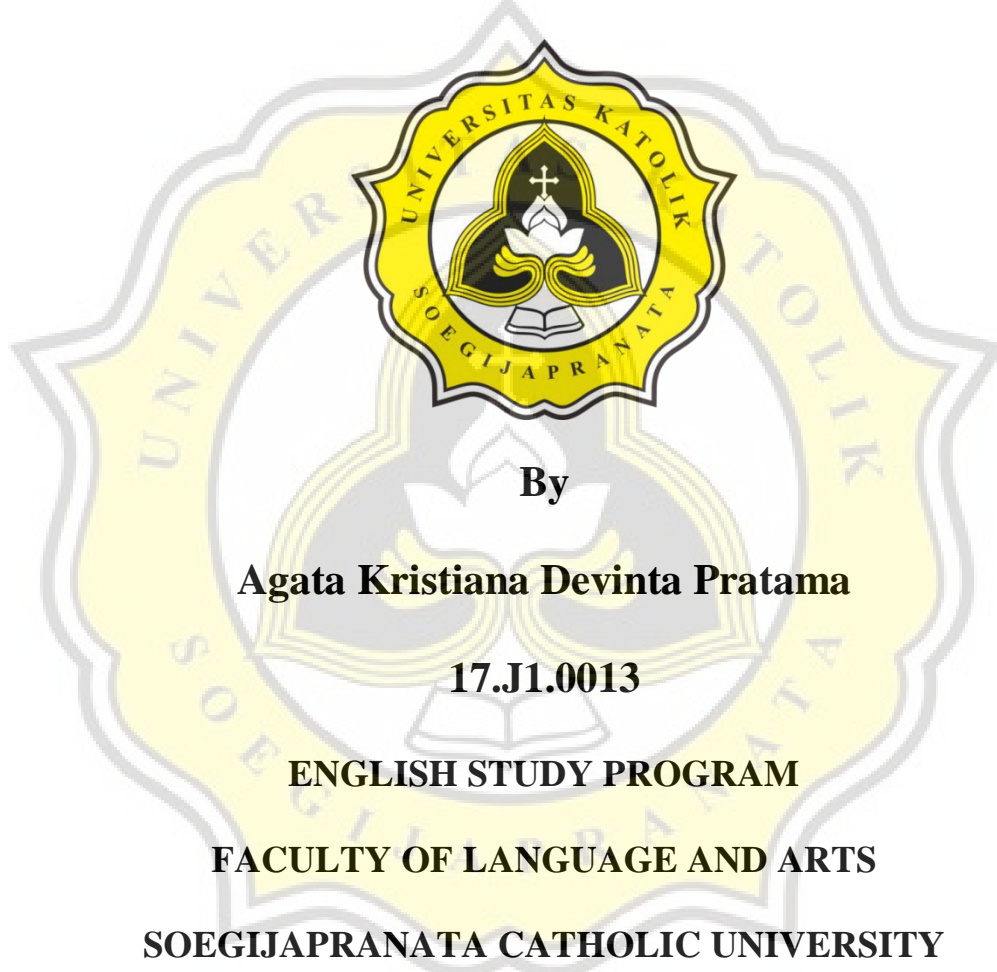 UNIVERSITAS KATOLIK
SOEGIJAPRANATA
By
Agata Kristiana Devinta Pratama
17.J1.0013
ENGLISH STUDY PROGRAM
FACULTY OF LANGUAGE AND ARTS
SOEGIJAPRANATA CATHOLIC UNIVERSITY